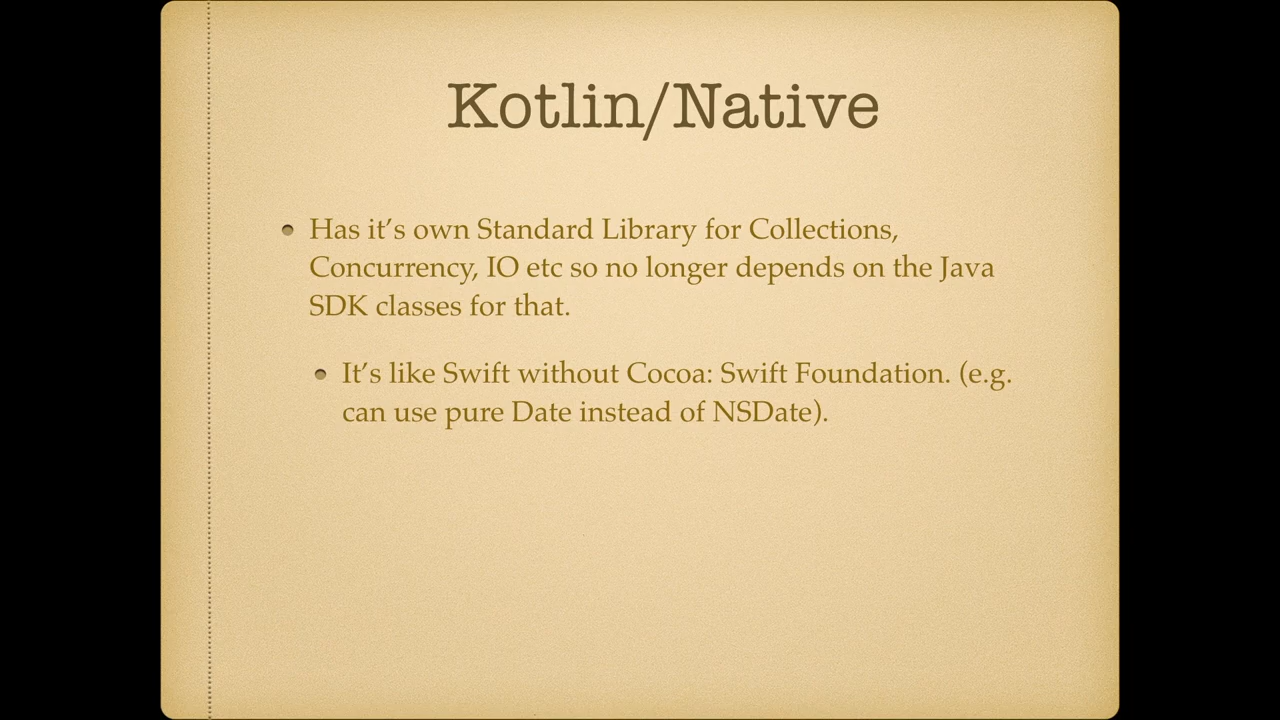 Kotlin/Native
Has it’s own Standard Library for Collections,
Concurrency, IO etc so no longer depends on the Java
SDK classes for that.
It’s like Swift without Cocoa: Swift Foundation. (e.g.
can use pure Date instead of NSDate).